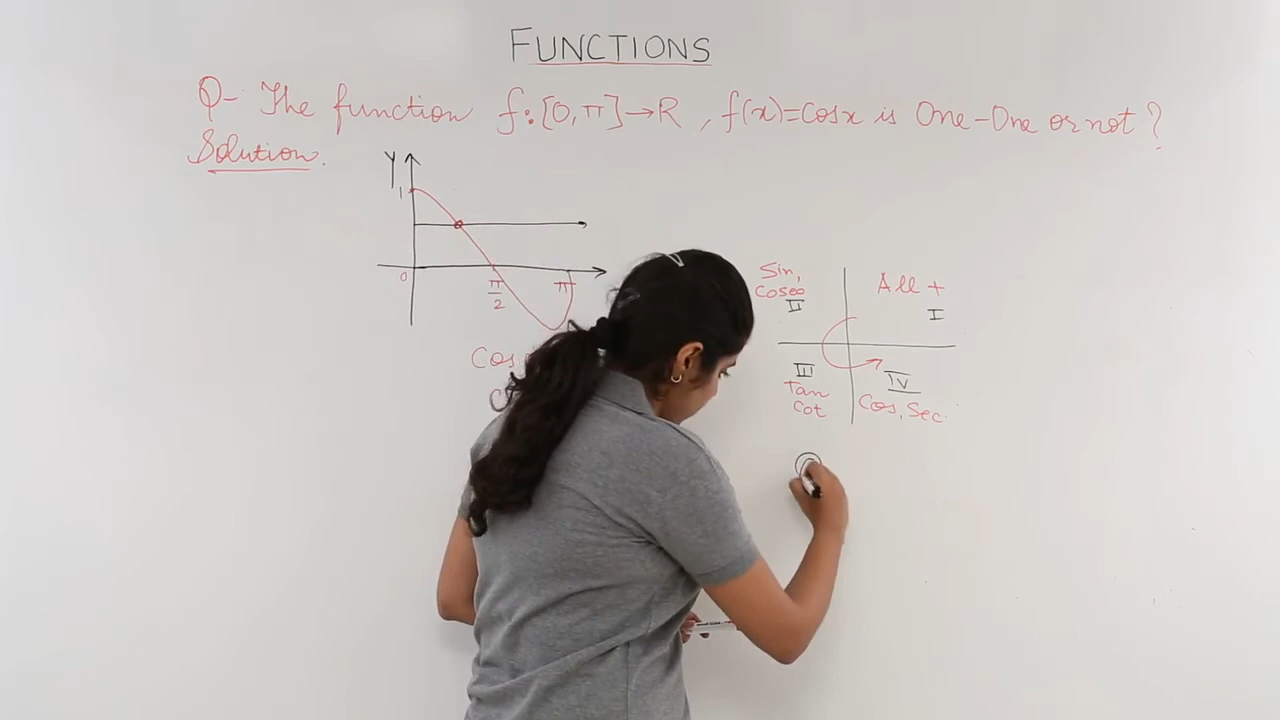 FUNCTIONS
Q- The function f:[0,π]→R, f(x)=Cosx is One-One or not?
Solution.
Y
1
0
π/2
π
Cos
Sin,
Cosec
II
All +
I
III
Tan
Cot
IV
Cos, Sec